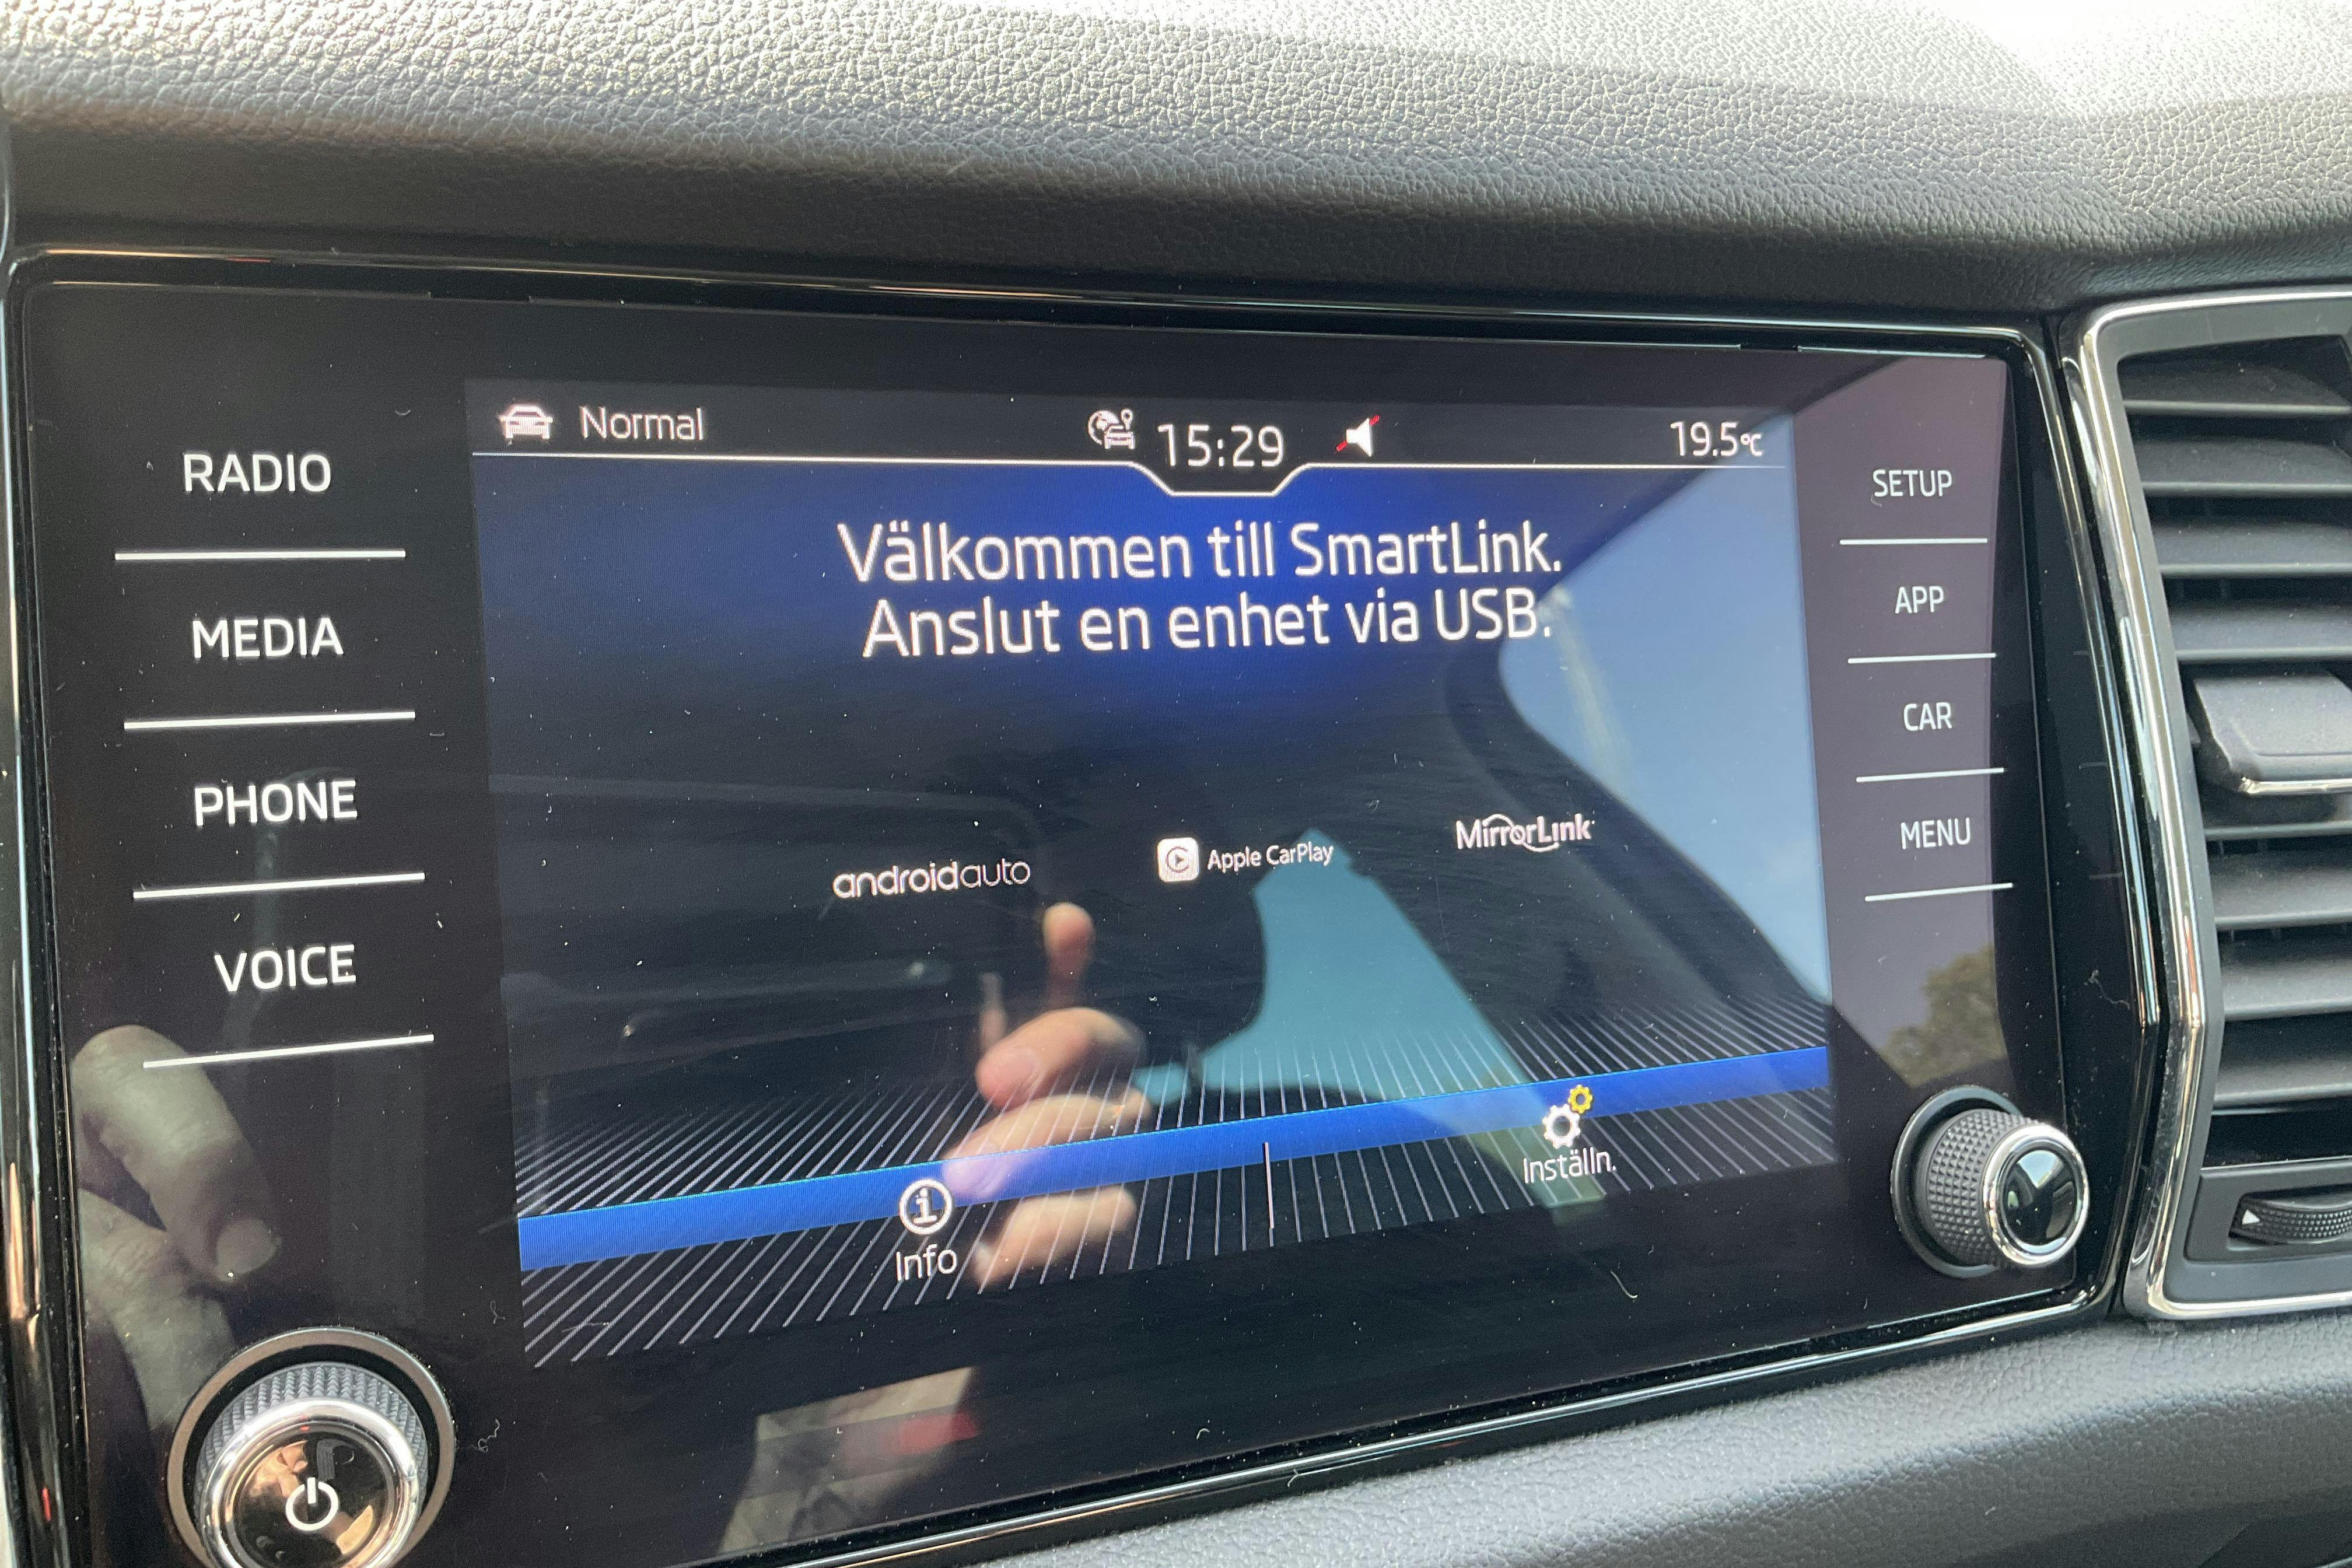 RADIO
MEDIA
PHONE
VOICE
Normal
15:29
19.5°C
Välkommen till SmartLink.
Anslut en enhet via USB.
androidauto
Apple CarPlay
MirrorLink
Info
Inställn.
SETUP
APP
CAR
MENU